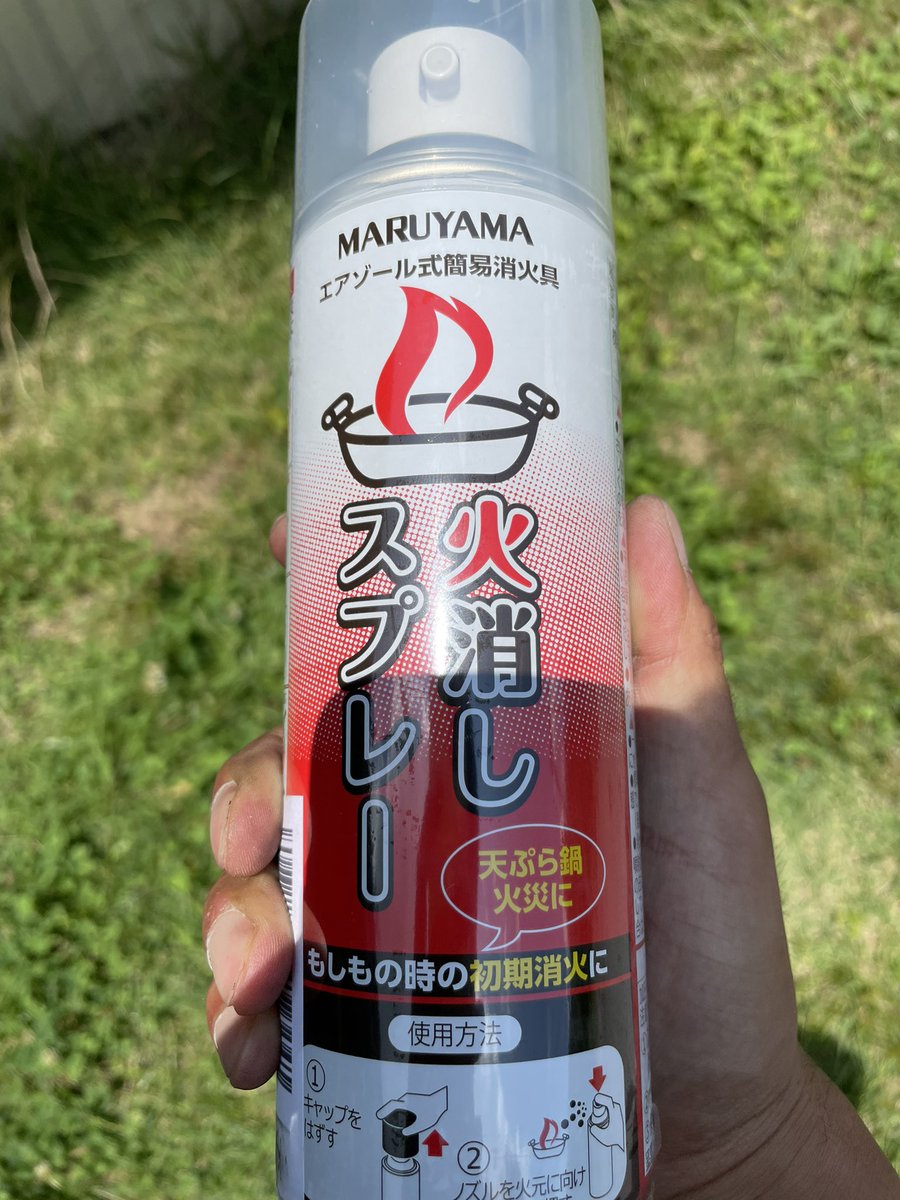 MARUYAMA
エアゾール式簡易消火具
火消し
スプレー
天ぷら鍋
火災に
もしもの時の初期消火に
使用方法
①
キャップを
はずす
②
ノズルを火元に向け